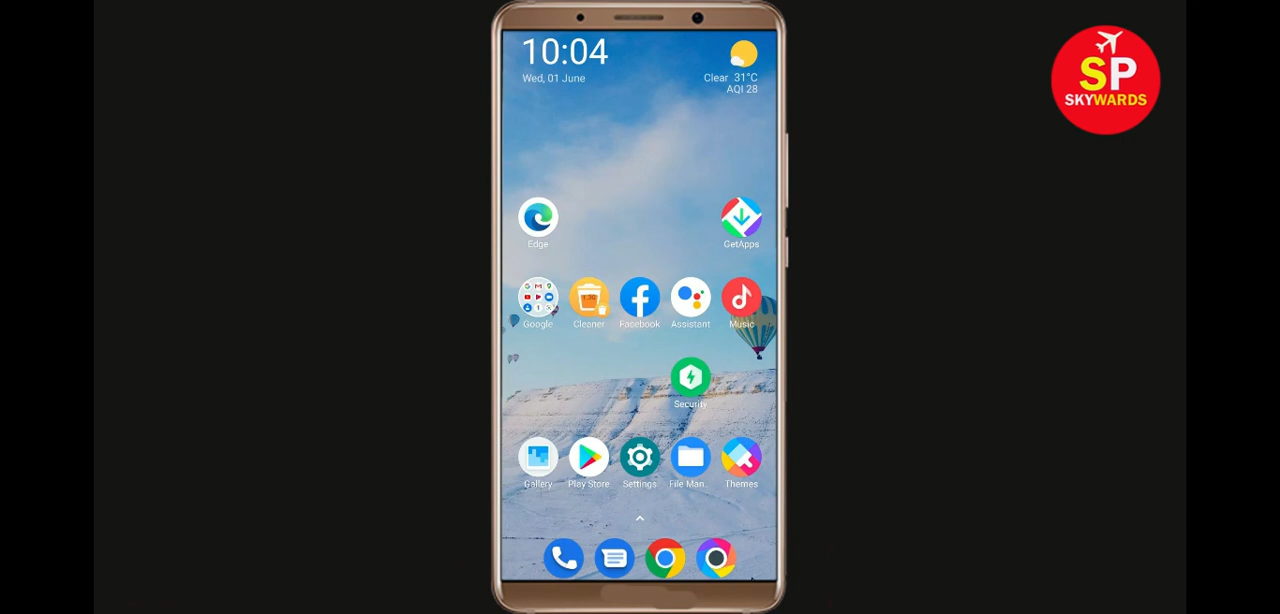 10:04
Wed, 01 June
Clear 31°C
AQI 28
SP
SKYWARDS
Edge
GetApps
Google
Cleaner
Facebook
Assistant
Music
Security
Gallery
Play Store
Settings
File Man..
Themes